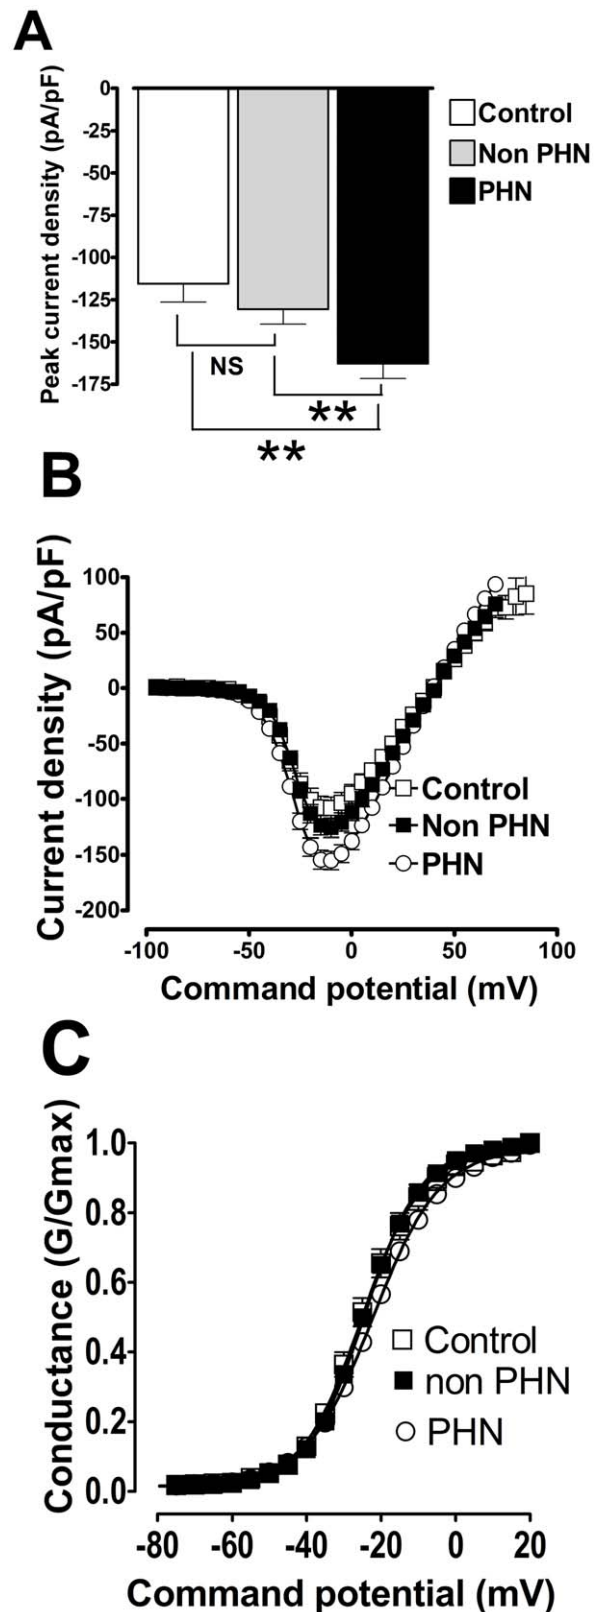 A
Peak current density (pA/pF)
0
-25
-50
-75
-100
-125
-150
-175
Control
Non PHN
PHN
NS
**
**
B
Current density (pA/pF)
100
50
0
-50
-100
-150
-200
Control
Non PHN
PHN
-100 -50 0 50 100
Command potential (mV)
C
Conductance (G/Gmax)
1.0
0.8
0.6
0.4
0.2
0.0
Control
non PHN
PHN
-80 -60 -40 -20 0 20
Command potential (mV)